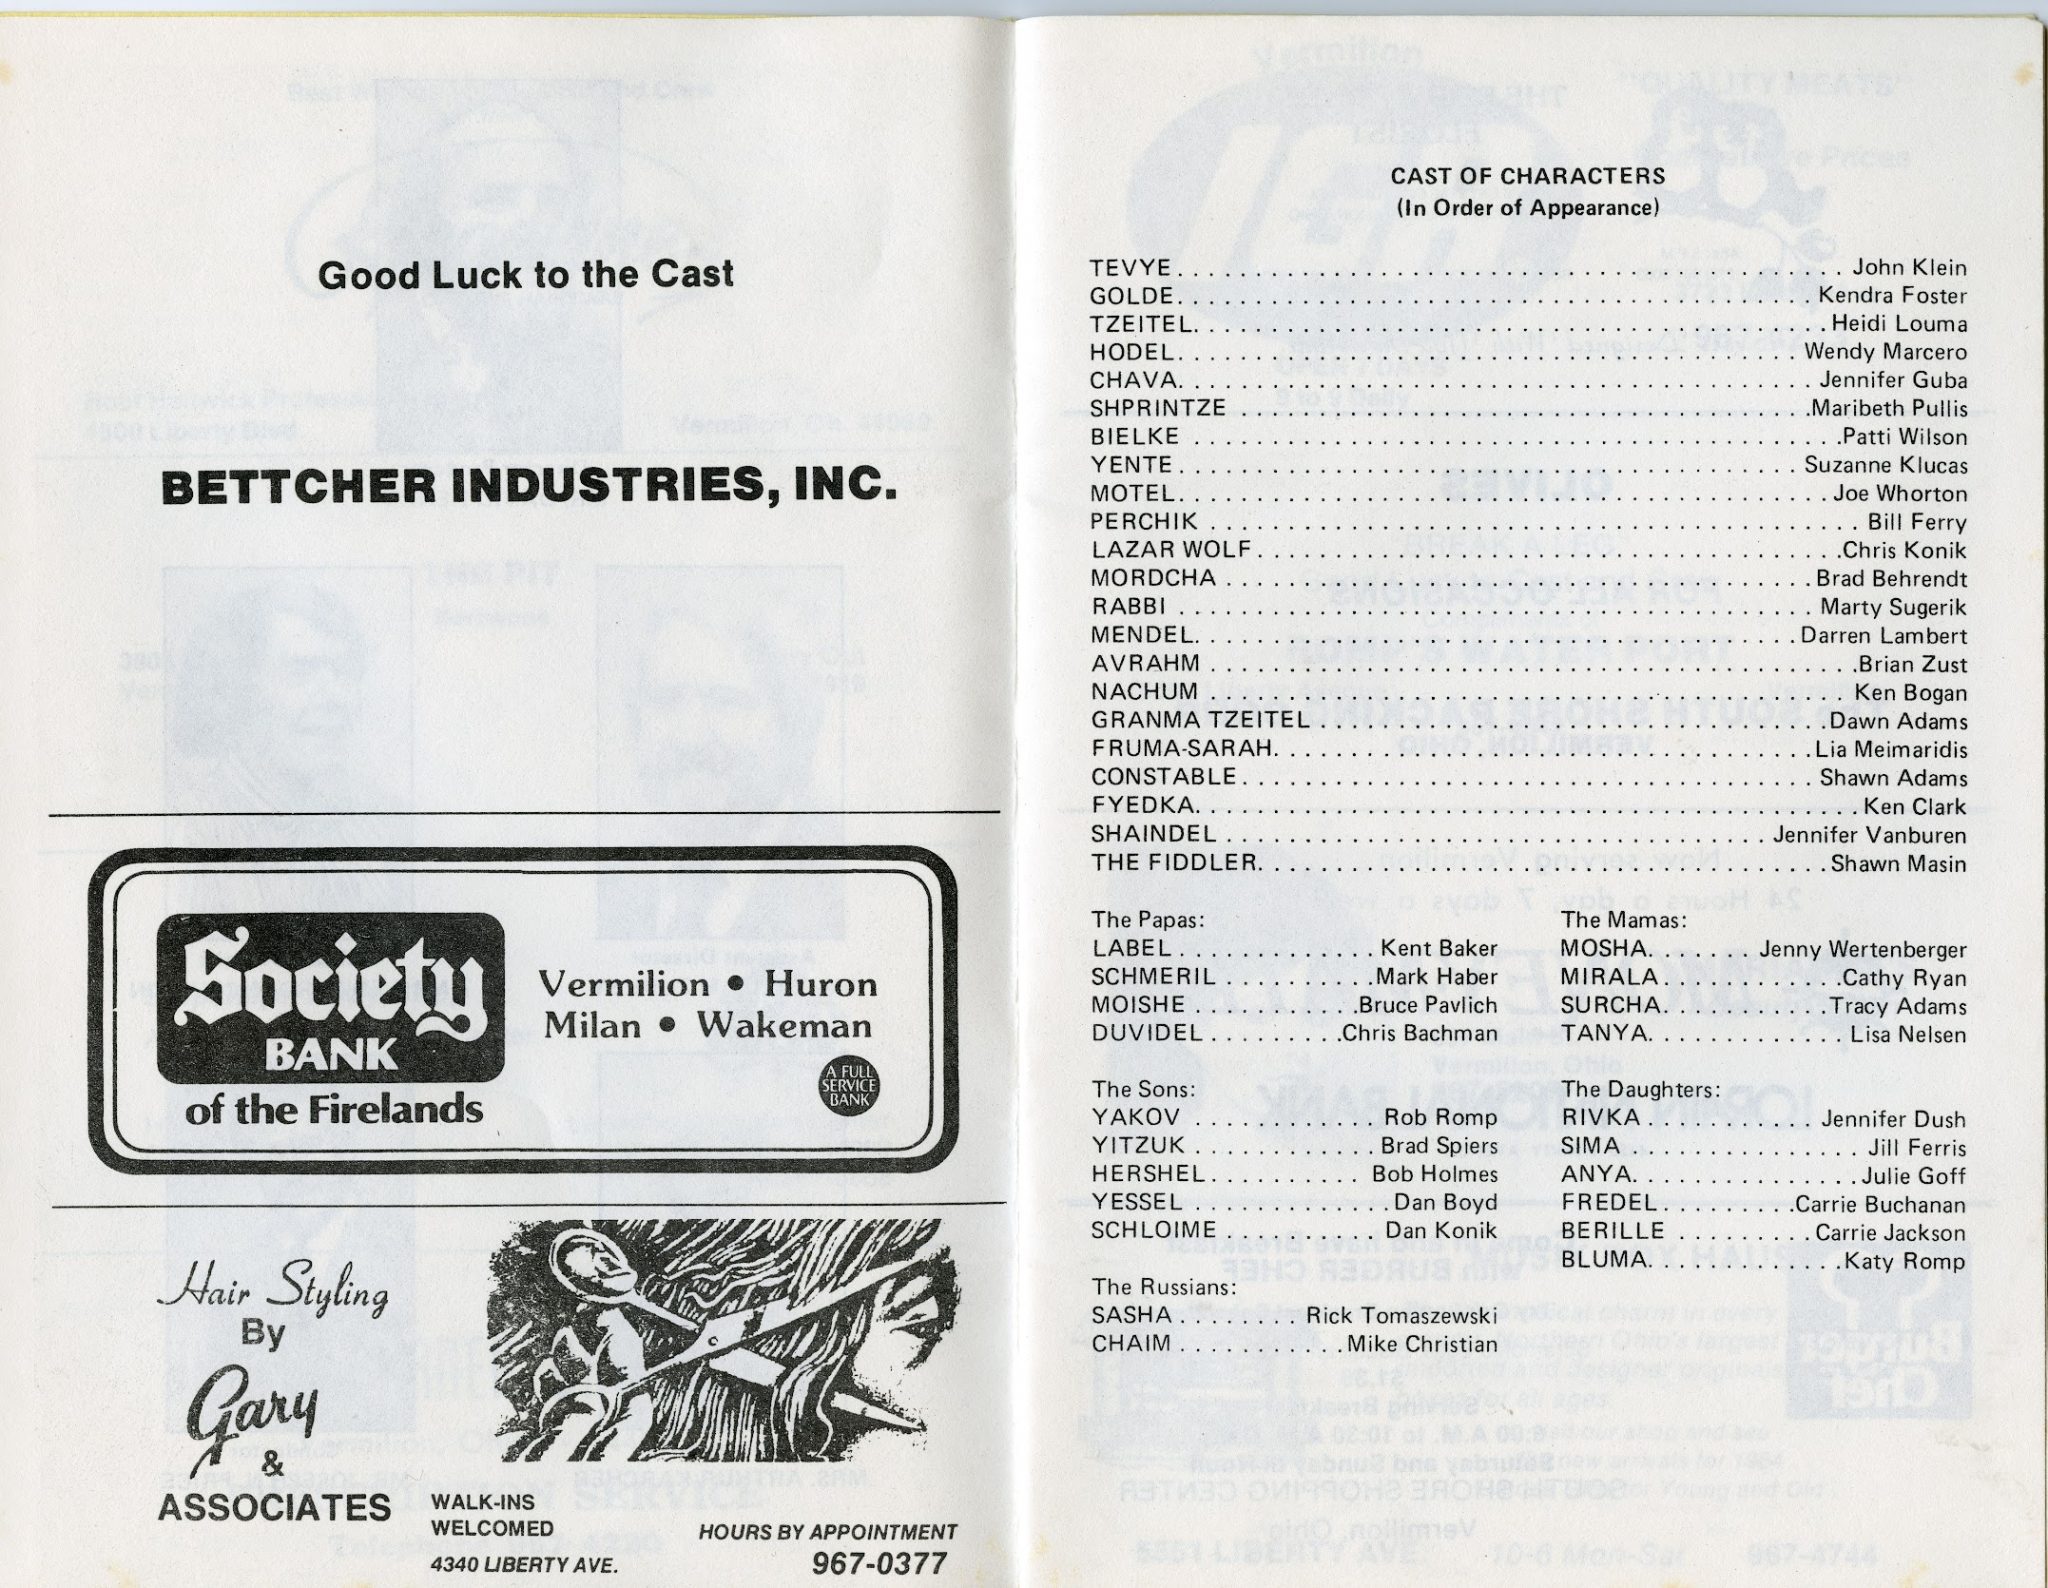 Good Luck to the Cast
BETTCHER INDUSTRIES, INC.
Society
BANK
of the Firelands
Vermilion • Huron
Milan • Wakeman
A FULL
SERVICE
BANK
Hair Styling
By
Gary
&
ASSOCIATES
WALK-INS
WELCOMED
4340 LIBERTY AVE.
HOURS BY APPOINTMENT
967-0377
CAST OF CHARACTERS
(In Order of Appearance)
TEVYE. . . . . . . . . . John Klein
GOLDE. . . . . . . . . . Kendra Foster
TZEITEL. . . . . . . . . . Heidi Louma
HODEL. . . . . . . . . . Wendy Marcero
CHAVA. . . . . . . . . . Jennifer Guba
SHPRINTZE . . . . . . . . . . Maribeth Pullis
BIELKE . . . . . . . . . . Patti Wilson
YENTE. . . . . . . . . . Suzanne Klucas
MOTEL. . . . . . . . . . Joe Whorton
PERCHIK . . . . . . . . . . Bill Ferry
LAZAR WOLF. . . . . . . . . . Chris Konik
MORDCHA . . . . . . . . . . Brad Behrendt
RABBI . . . . . . . . . . Marty Sugerik
MENDEL. . . . . . . . . . Darren Lambert
AVRAHM . . . . . . . . . . Brian Zust
NACHUM . . . . . . . . . . Ken Bogan
GRANMA TZEITEL . . . . . . . . . . Dawn Adams
FRUMA-SARAH. . . . . . . . . . Lia Meimaridis
CONSTABLE. . . . . . . . . . Shawn Adams
FYEDKA. . . . . . . . . . Ken Clark
SHAINDEL . . . . . . . . . . Jennifer Vanburen
THE FIDDLER. . . . . . . . . . Shawn Masin
The Papas:
LABEL . . . . . . . . . . Kent Baker
SCHMERIL . . . . . . . . . . Mark Haber
MOISHE . . . . . . . . . . Bruce Pavlich
DUVIDEL . . . . . . . . . . Chris Bachman
The Mamas:
MOSHA. . . . . . . Jenny Wertenberger
MIRALA. . . . . . . . . . Cathy Ryan
SURCHA. . . . . . . . . . Tracy Adams
TANYA. . . . . . . . . . Lisa Nelsen
The Sons:
YAKOV . . . . . . . . . . Rob Romp
YITZUK . . . . . . . . . . Brad Spiers
HERSHEL. . . . . . . . . . Bob Holmes
YESSEL . . . . . . . . . . Dan Boyd
SCHLOIME . . . . . . . . . . Dan Konik
The Daughters:
RIVKA . . . . . . . . . . Jennifer Dush
SIMA . . . . . . . . . . Jill Ferris
ANYA. . . . . . . . . . Julie Goff
FREDEL. . . . . . . . . Carrie Buchanan
BERILLE . . . . . . . . . Carrie Jackson
BLUMA. . . . . . . . . . Katy Romp
The Russians:
SASHA . . . . . . . . Rick Tomaszewski
CHAIM . . . . . . . . . . Mike Christian